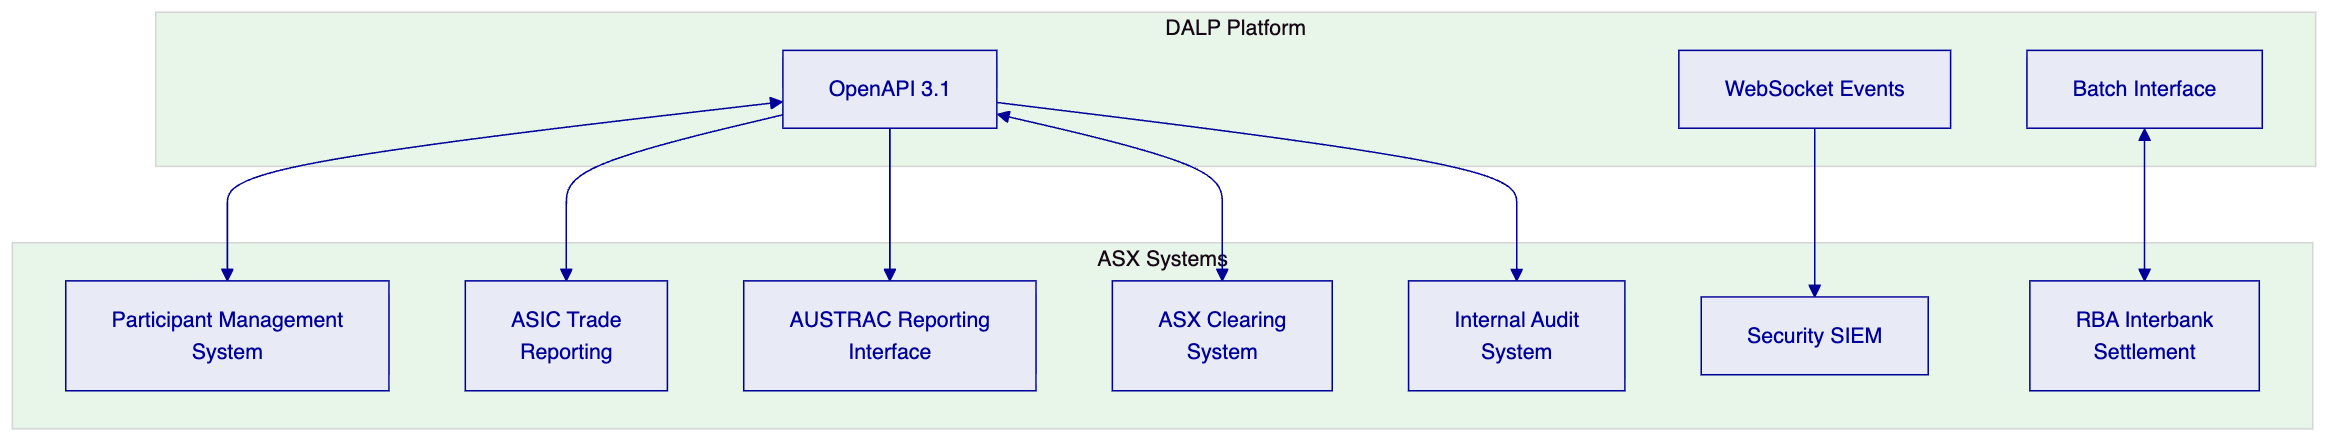 DALP Platform
OpenAPI 3.1
WebSocket Events
Batch Interface
ASX Systems
Participant Management
System
ASIC Trade
Reporting
AUSTRAC Reporting
Interface
ASX Clearing
System
Internal Audit
System
Security SIEM
RBA Interbank
Settlement